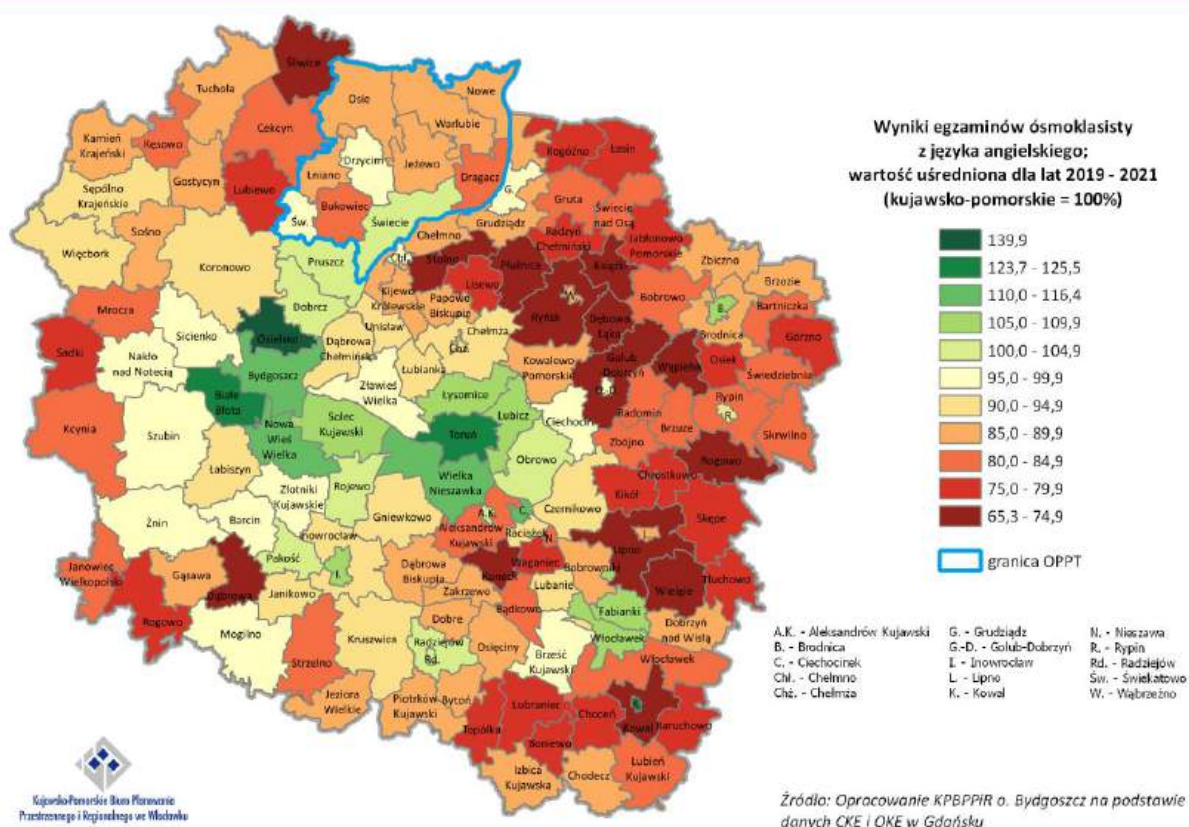 Wyniki egzaminów ósmoklasisty
z języka angielskiego;
wartość uśredniona dla lat 2019 - 2021
(kujawsko-pomorskie = 100%)
139,9
123,7 - 125,5
110,0 - 116,4
105,0 - 109,9
100,0 - 104,9
95,0 - 99,9
90,0 - 94,9
85,0 - 89,9
80,0 - 84,9
75,0 - 79,9
65,3 - 74,9
granica OPPT
A.K. - Aleksandrów Kujawski
B. - Brodnica
C. - Ciechocinek
Chł. - Chełmno
Chż. - Chełmża
G. - Grudziądz
G.-D. - Golub-Dobrzyń
I. - Inowrocław
L. - Lipno
K. - Kowal
N. - Nieszawa
R. - Rypin
Rd. - Radziejów
Św. - Świekatowo
W. - Wąbrzeźno
Śliwice
Tuchola
Osie
Nowe
Warlubie
Cekcyn
Kęsowo
Kamień
Krajeński
Drzycim
Jeżewo
Lniano
Dragacz
Rogóźno
Łasin
Gostycyn
Lubiewo
Sępólno
Krajeńskie
Bukowiec
Św.
Świecie
G.
Grudziądz
Gruta
Świecie
nad Osą
Sośno
Więcbork
Koronowo
Pruszcz
Chełmno
Chł.
Stolno
Radzyń
Chełmiński
Jabłonowo
Pomorskie
Zbiczno
Brzozie
Płużnica
Książki
Lisewo
Bobrowo
B.
Bartniczka
Mrocza
Dobrcz
Kijewo
Królewskie
Papowo
Biskupie
W.
Ryńsk
Dębowa
Łąka
Brodnica
Górzno
Sicienko
Osielsko
Unisław
Chełmża
Chż.
Dąbrowa
Chełmińska
Sadki
Nakło
nad Notecią
Bydgoszcz
Łubianka
Kowalewo
Pomorskie
Golub
Dobrzyń
G.-D.
Wąpielsk
Osiek
Świedziebnia
Zławieś
Wielka
Łysomice
Rypin
R.
Białe
Błota
Solec
Kujawski
Toruń
Lubicz
Ciechocin
Radomin
Brzuze
Skrwilno
Kcynia
Szubin
Nowa
Wieś
Wielka
Zbójno
Rogowo
Łabiszyn
Wielka
Nieszawka
Obrowo
Chrostkowo
Złotniki
Kujawskie
Rojewo
Kikół
Skępe
Żnin
Barcin
Gniewkowo
A.K.
C.
Czernikowo
Aleksandrów
Kujawski
Raciążek
N.
Inowrocław
I.
Pakość
L.
Lipno
Janowiec
Wielkopolski
Gąsawa
Dąbrowa
Janikowo
Dąbrowa
Biskupia
Koneck
Waganiec
Bobrowniki
Lubanie
Wielgie
Tłuchowo
Rogowo
Zakrzewo
Bądkowo
Fabianki
Mogilno
Strzelno
Kruszwica
Dobre
Radziejów
Rd.
Osięciny
Brześć
Kujawski
Włocławek
Dobrzyń
nad Wisłą
Włocławek
Jeziora
Wielkie
Piotrków
Kujawski
Bytoń
Topólka
Lubraniec
Choceń
K.
Kowal
Baruchowo
Boniewo
Izbica
Kujawska
Chodecz
Lubień
Kujawski
Kujawsko-Pomorskie Biuro Planowania
Przestrzennego i Regionalnego we Włocławku
Źródło: Opracowanie KPBPPiR o. Bydgoszcz na podstawie
danych CKE i OKE w Gdańsku